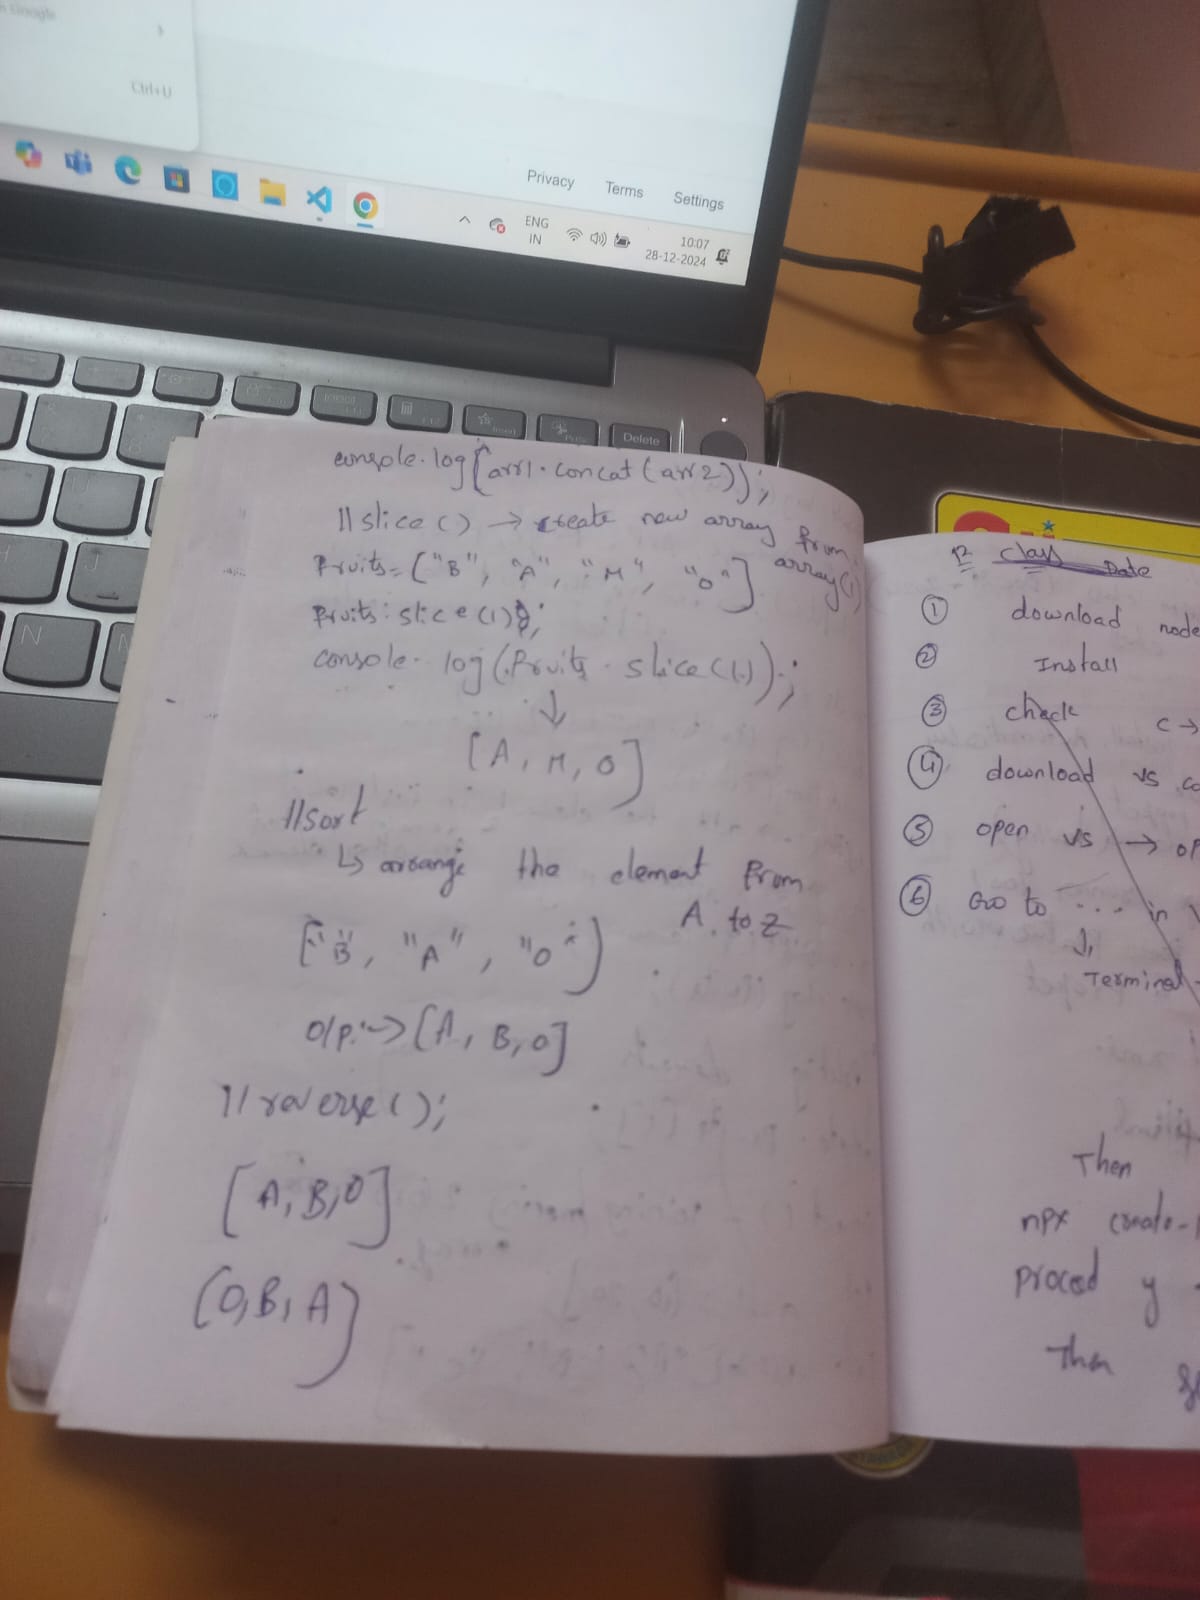 Ctrl+U
Privacy Terms Settings
ENG
IN
10:07
28-12-2024
Delete
console.log(arr1.concat(arr2));
//slice() → create new array from
array(1)
Fruits=["B", "A", "M", "O"]
Fruits.slice(1);
console.log(Fruits.slice(1));
↓
[A, M, O]
//sort
↳ arrange the element from
A to Z
["B", "A", "O"]
O/P:→[A, B, O]
//reverse();
[A, B, O]
[O, B, A]
12 class Date
① download node
② Install
③ check C→
④ download VS co
⑤ open VS → op
⑥ Go to ... in V
↓
Terminal
Then
npx create-
proced y
Then